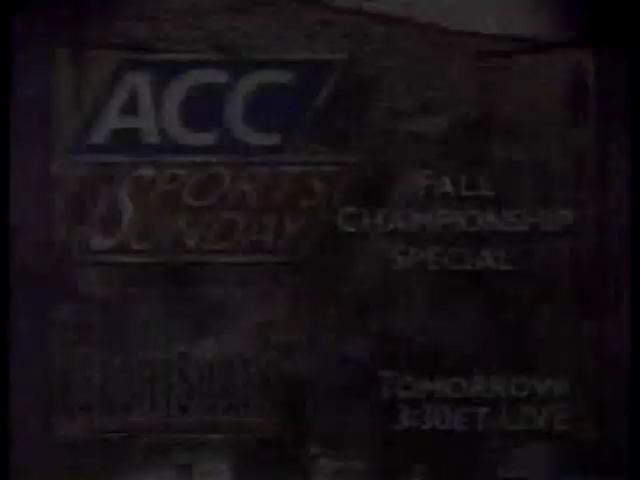 ACC
SPORTS
SUNDAY
FALL
CHAMPIONSHIP
SPECIAL
TOMORROW
3:30ET LIVE